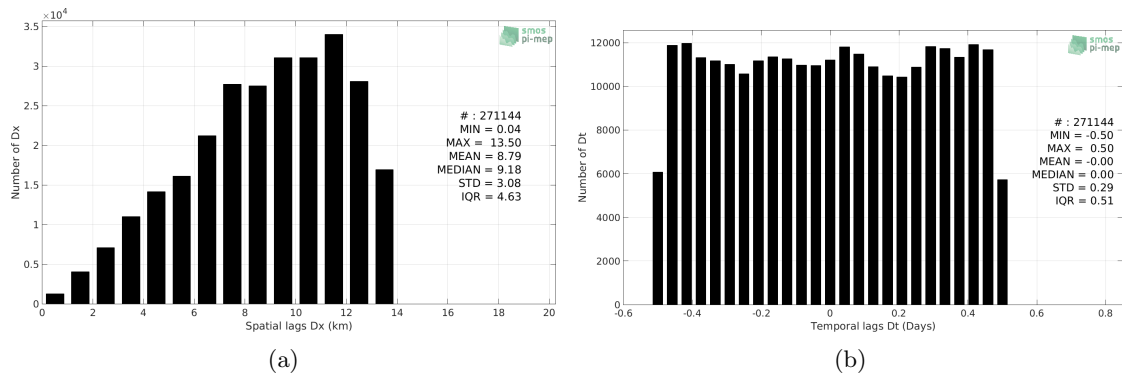 ×10⁴
3.5
3
2.5
2
1.5
1
0.5
0
Number of Dx
0 2 4 6 8 10 12 14 16 18 20
Spatial lags Dx (km)
smos
pi-mep
# : 271144
MIN = 0.04
MAX = 13.50
MEAN = 8.79
MEDIAN = 9.18
STD = 3.08
IQR = 4.63
(a)
12000
10000
8000
6000
4000
2000
0
Number of Dt
-0.6 -0.4 -0.2 0 0.2 0.4 0.6 0.8
Temporal lags Dt (Days)
smos
pi-mep
# : 271144
MIN = -0.50
MAX = 0.50
MEAN = -0.00
MEDIAN = 0.00
STD = 0.29
IQR = 0.51
(b)